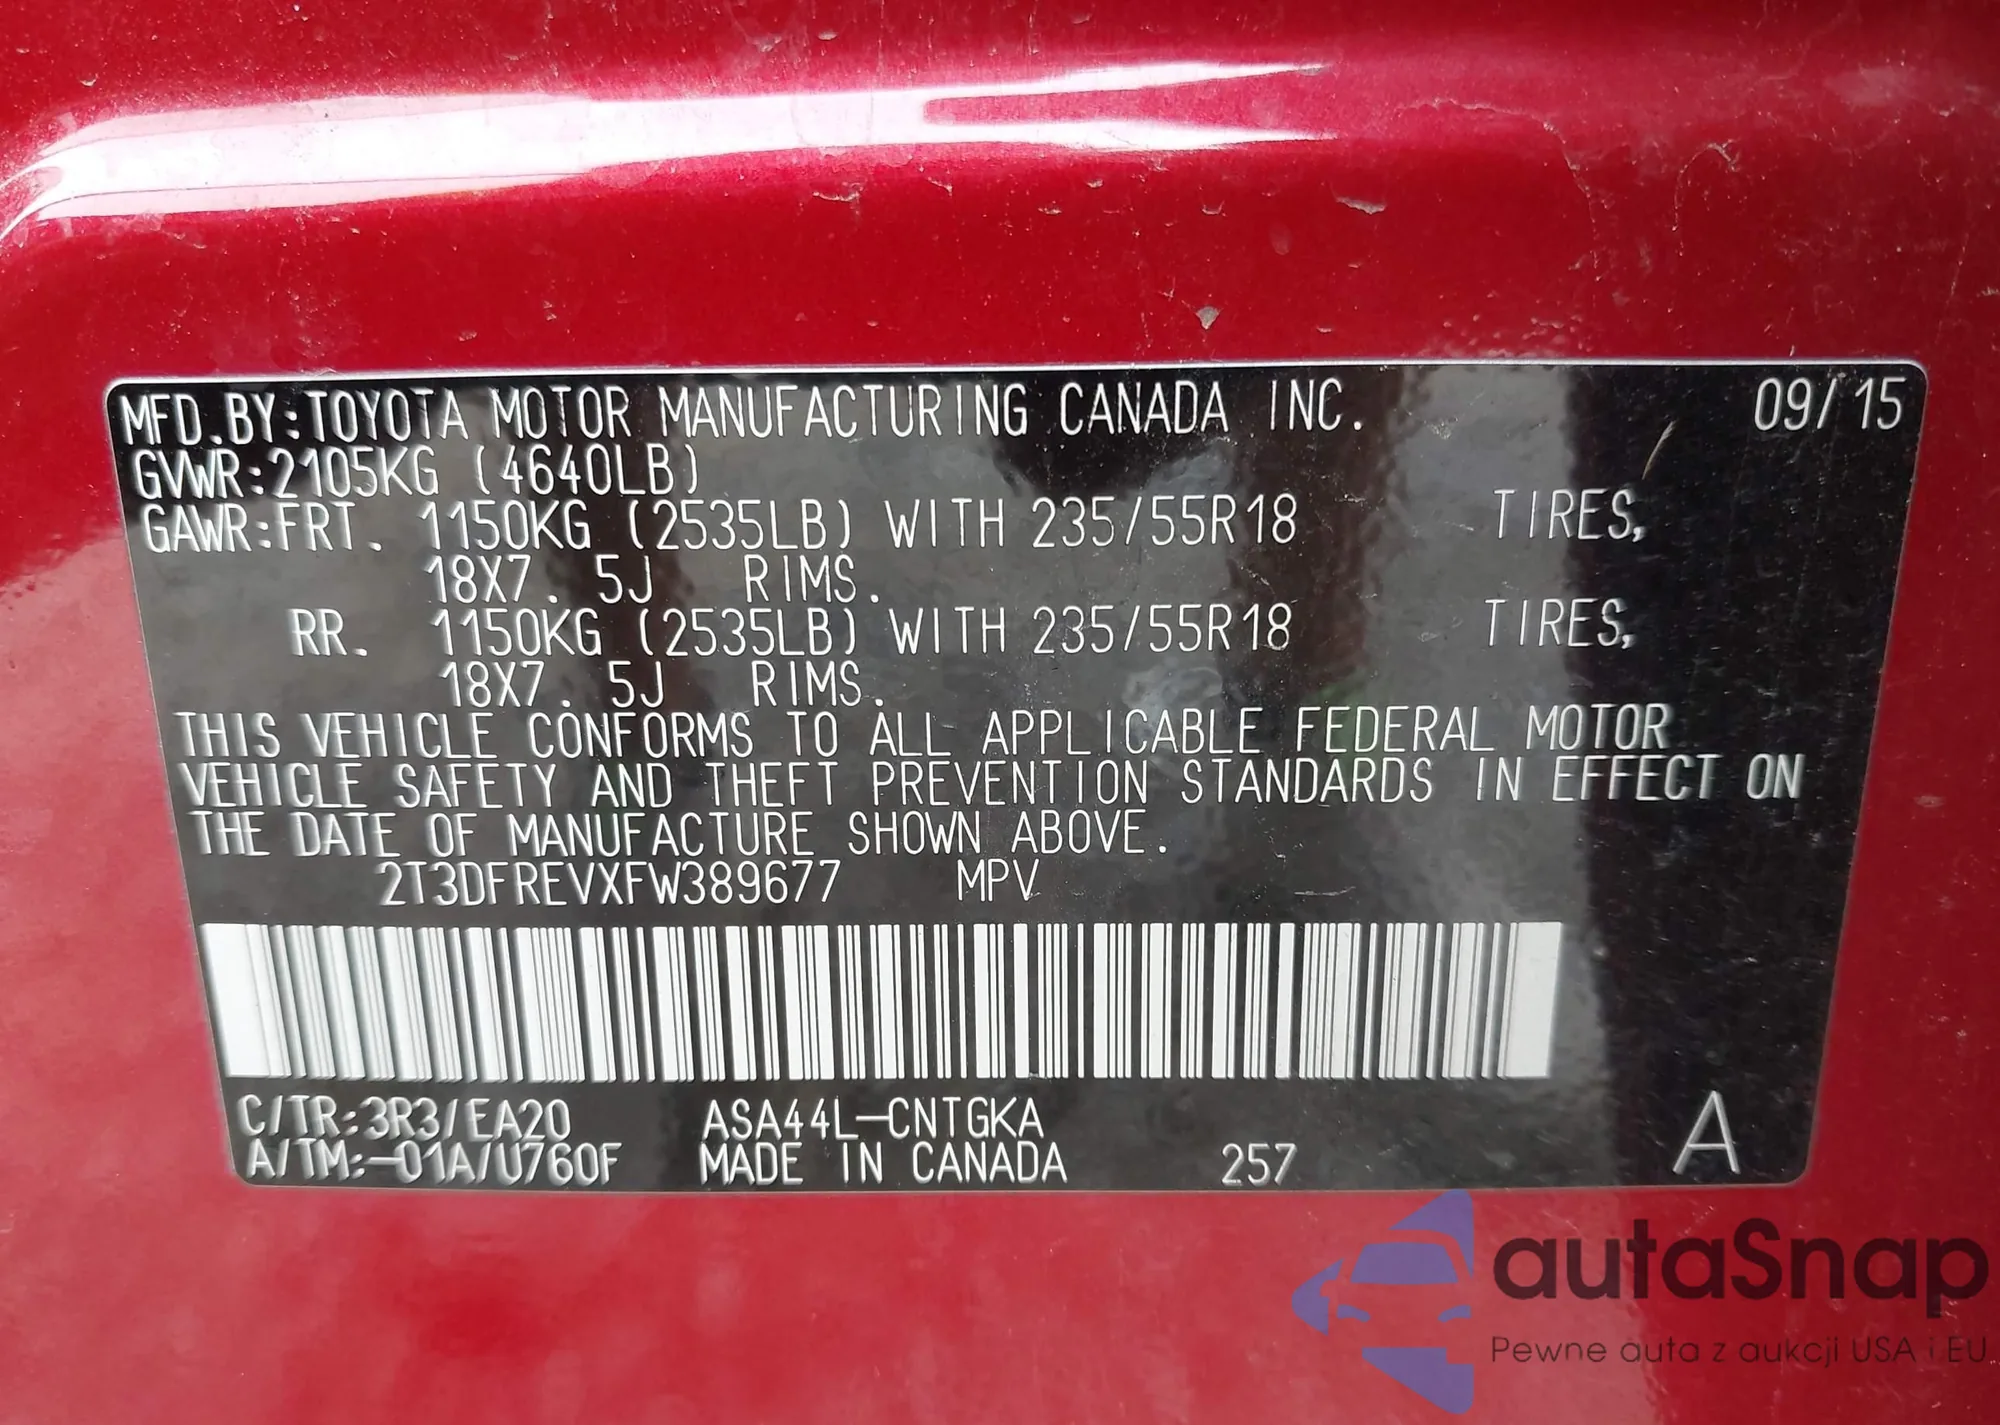 MFD.BY:TOYOTA MOTOR MANUFACTURING CANADA INC. 09/15
GVWR:2105KG (4640LB)
GAWR:FRT. 1150KG (2535LB) WITH 235/55R18 TIRES,
18X7.5J RIMS.
RR. 1150KG (2535LB) WITH 235/55R18 TIRES,
18X7.5J RIMS.
THIS VEHICLE CONFORMS TO ALL APPLICABLE FEDERAL MOTOR
VEHICLE SAFETY AND THEFT PREVENTION STANDARDS IN EFFECT ON
THE DATE OF MANUFACTURE SHOWN ABOVE.
2T3DFREVXFW389677 MPV
C/TR:3R3/EA20 ASA44L-CNTGKA
A/TM:-01A/U760F MADE IN CANADA 257 A
autaSnap
Pewne auta z aukcji USA i EU